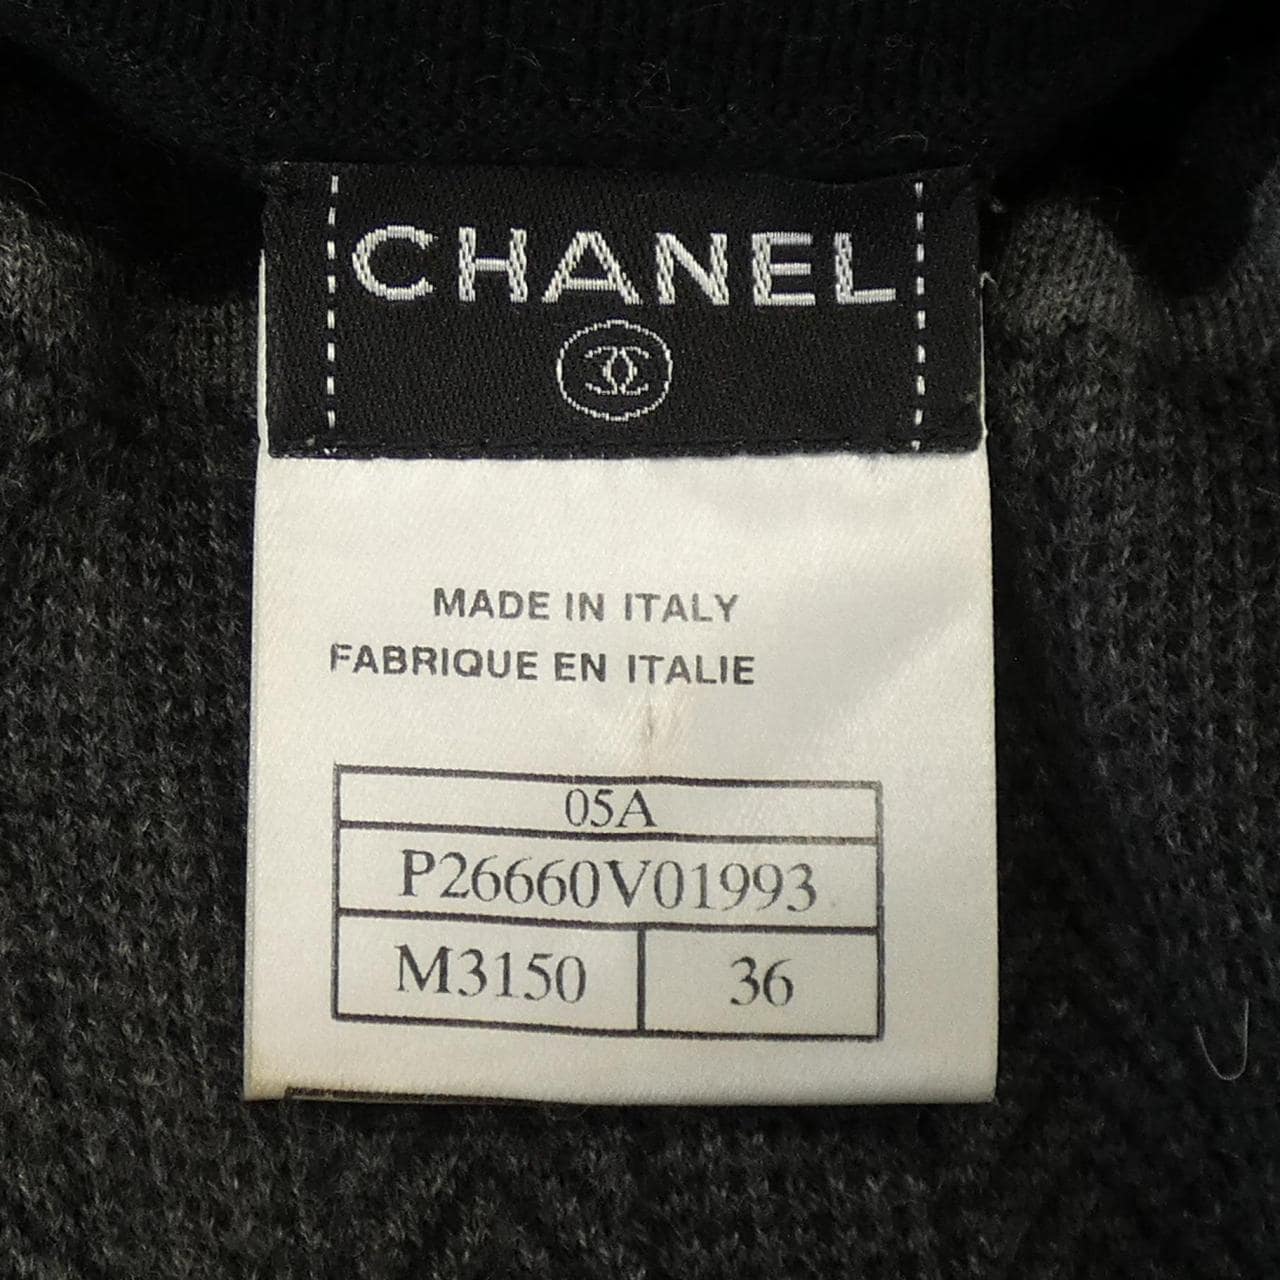 CHANEL
MADE IN ITALY
FABRIQUE EN ITALIE
05A
P26660V01993
M3150 36